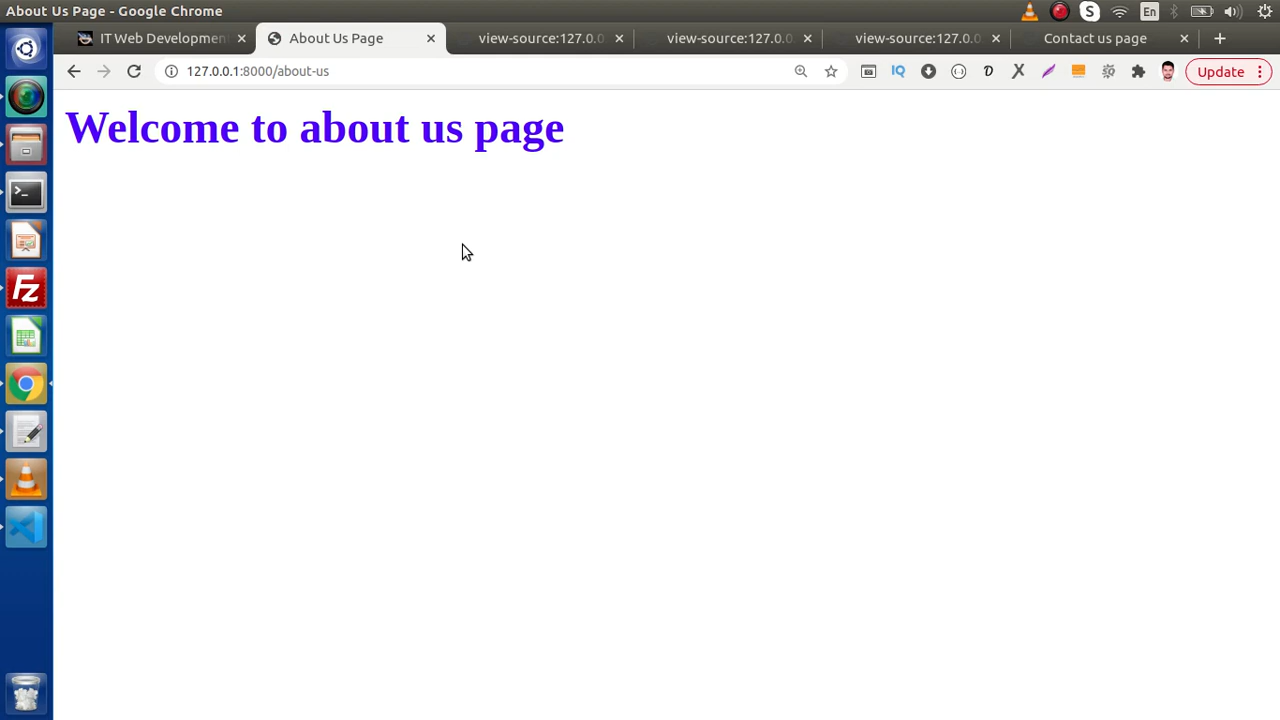 About Us Page - Google Chrome
En
IT Web Developmen
About Us Page
view-source:127.0.0
view-source:127.0.0.
view-source:127.0.0
Contact us page
127.0.0.1:8000/about-us
IQ
Update
Welcome to about us page